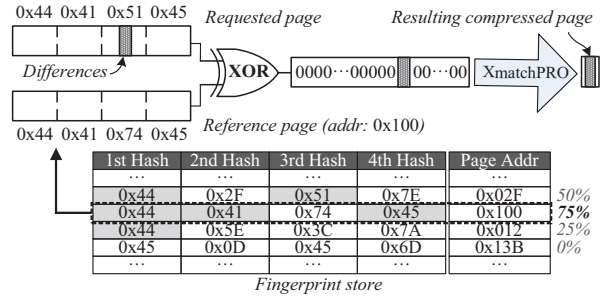 0x44 0x41 0x51 0x45 Requested page Resulting compressed page
Differences
XOR
0000···00000 00···00
XmatchPRO
0x44 0x41 0x74 0x45
Reference page (addr: 0x100)
1st Hash 2nd Hash 3rd Hash 4th Hash Page Addr
... ... ... ... ...
0x44 0x2F 0x51 0x7E 0x02F 50%
0x44 0x41 0x74 0x45 0x100 75%
0x44 0x5E 0x3C 0x7A 0x012 25%
0x45 0x0D 0x45 0x6D 0x13B 0%
... ... ... ... ...
Fingerprint store